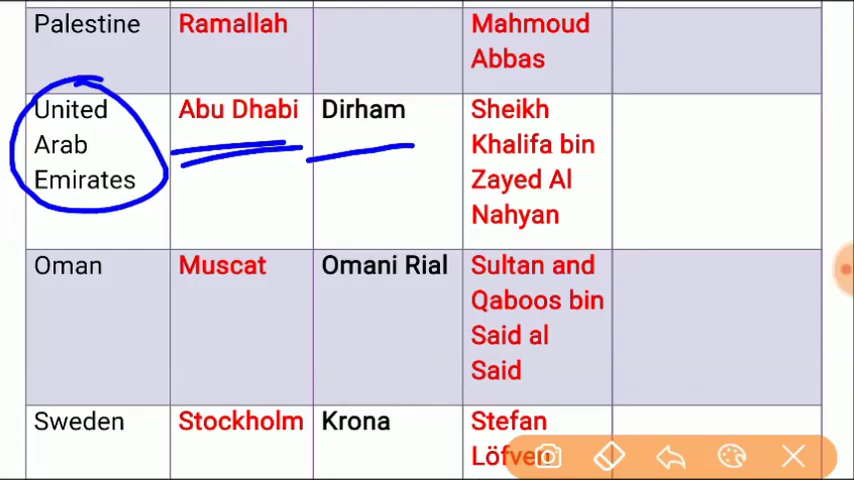 Palestine Ramallah Mahmoud
Abbas
United Abu Dhabi Dirham Sheikh
Arab Khalifa bin
Emirates Zayed Al
Nahyan
Oman Muscat Omani Rial Sultan and
Qaboos bin
Said al
Said
Sweden Stockholm Krona Stefan
Löfven